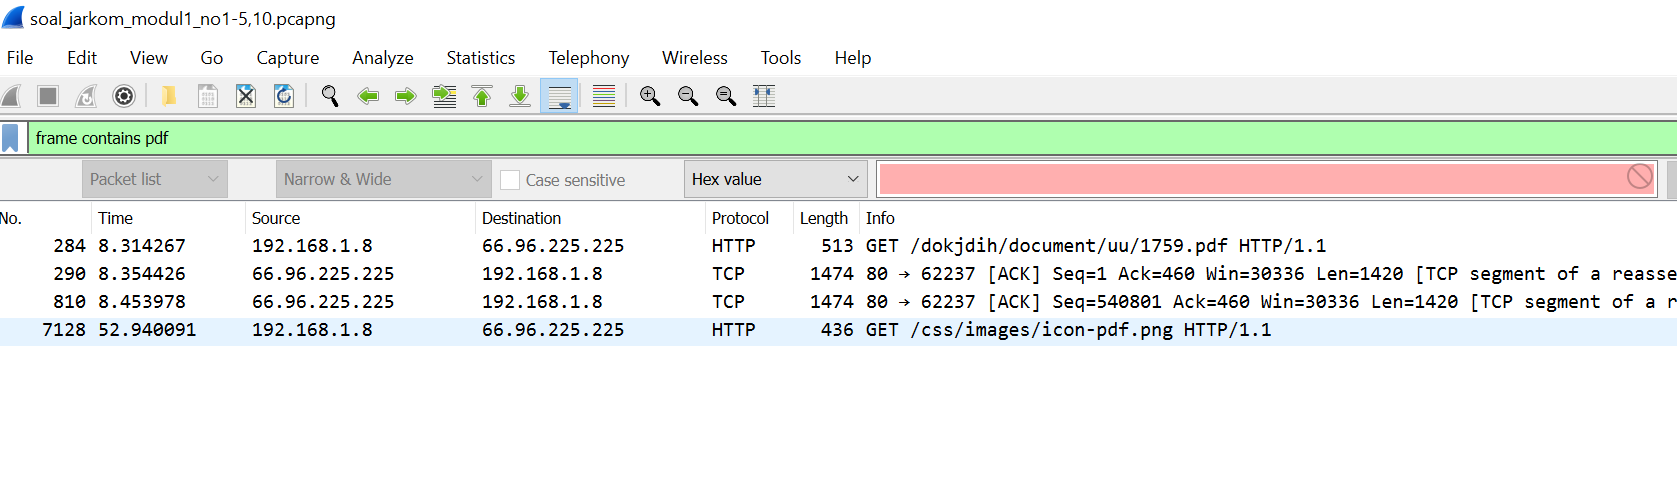 soal_jarkom_modul1_no1-5,10.pcapng
File Edit View Go Capture Analyze Statistics Telephony Wireless Tools Help
frame contains pdf
Packet list Narrow & Wide Case sensitive Hex value
No. Time Source Destination Protocol Length Info
284 8.314267 192.168.1.8 66.96.225.225 HTTP 513 GET /dokjdih/document/uu/1759.pdf HTTP/1.1
290 8.354426 66.96.225.225 192.168.1.8 TCP 1474 80 → 62237 [ACK] Seq=1 Ack=460 Win=30336 Len=1420 [TCP segment of a reasse
810 8.453978 66.96.225.225 192.168.1.8 TCP 1474 80 → 62237 [ACK] Seq=540801 Ack=460 Win=30336 Len=1420 [TCP segment of a r
7128 52.940091 192.168.1.8 66.96.225.225 HTTP 436 GET /css/images/icon-pdf.png HTTP/1.1